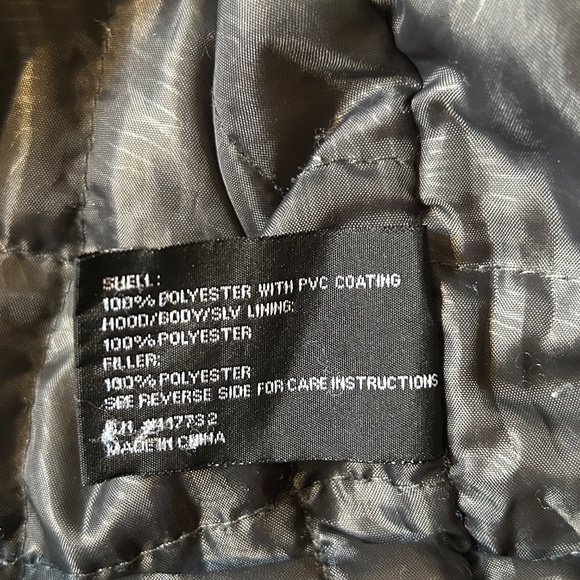 SHELL:
100% POLYESTER WITH PVC COATING
HOOD/BODY/SLV LINING:
100% POLYESTER
FILLER:
100% POLYESTER
SEE REVERSE SIDE FOR CARE INSTRUCTIONS
MADE IN CHINA